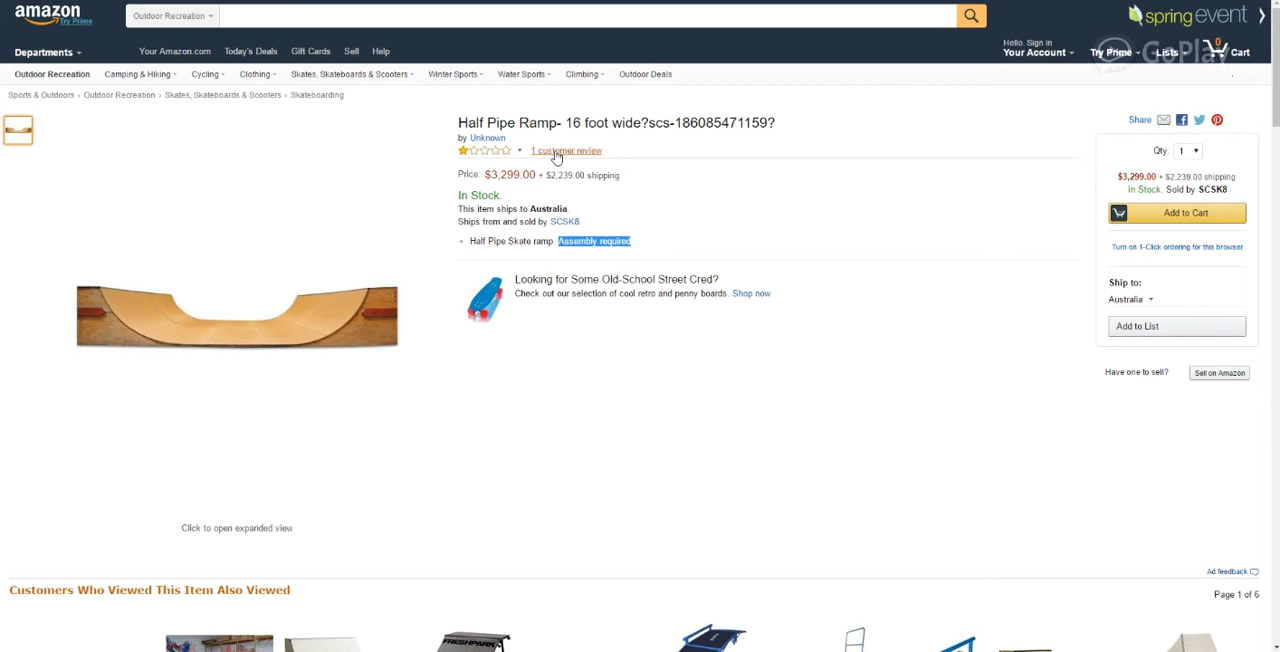 amazon
Try Prime
Outdoor Recreation
spring event
Departments
Your Amazon.com Today's Deals Gift Cards Sell Help
Hello. Sign in
Your Account
Try Prime
Lists
0
Cart
GoPlay
Outdoor Recreation Camping & Hiking Cycling Clothing Skates, Skateboards & Scooters Winter Sports Water Sports Climbing Outdoor Deals
Sports & Outdoors › Outdoor Recreation › Skates, Skateboards & Scooters › Skateboarding
Half Pipe Ramp- 16 foot wide?scs-186085471159?
by Unknown
1 customer review
Price: $3,299.00 + $2,239.00 shipping
In Stock.
This item ships to Australia.
Ships from and sold by SCSK8.
• Half Pipe Skate ramp. Assembly required
Looking for Some Old-School Street Cred?
Check out our selection of cool retro and penny boards. Shop now
Click to open expanded view
Share
Qty: 1
$3,299.00 + $2,239.00 shipping
In Stock. Sold by SCSK8
Add to Cart
Turn on 1-Click ordering for this browser
Ship to:
Australia
Add to List
Have one to sell?
Sell on Amazon
Ad feedback
Customers Who Viewed This Item Also Viewed
Page 1 of 6
FRESHPARK